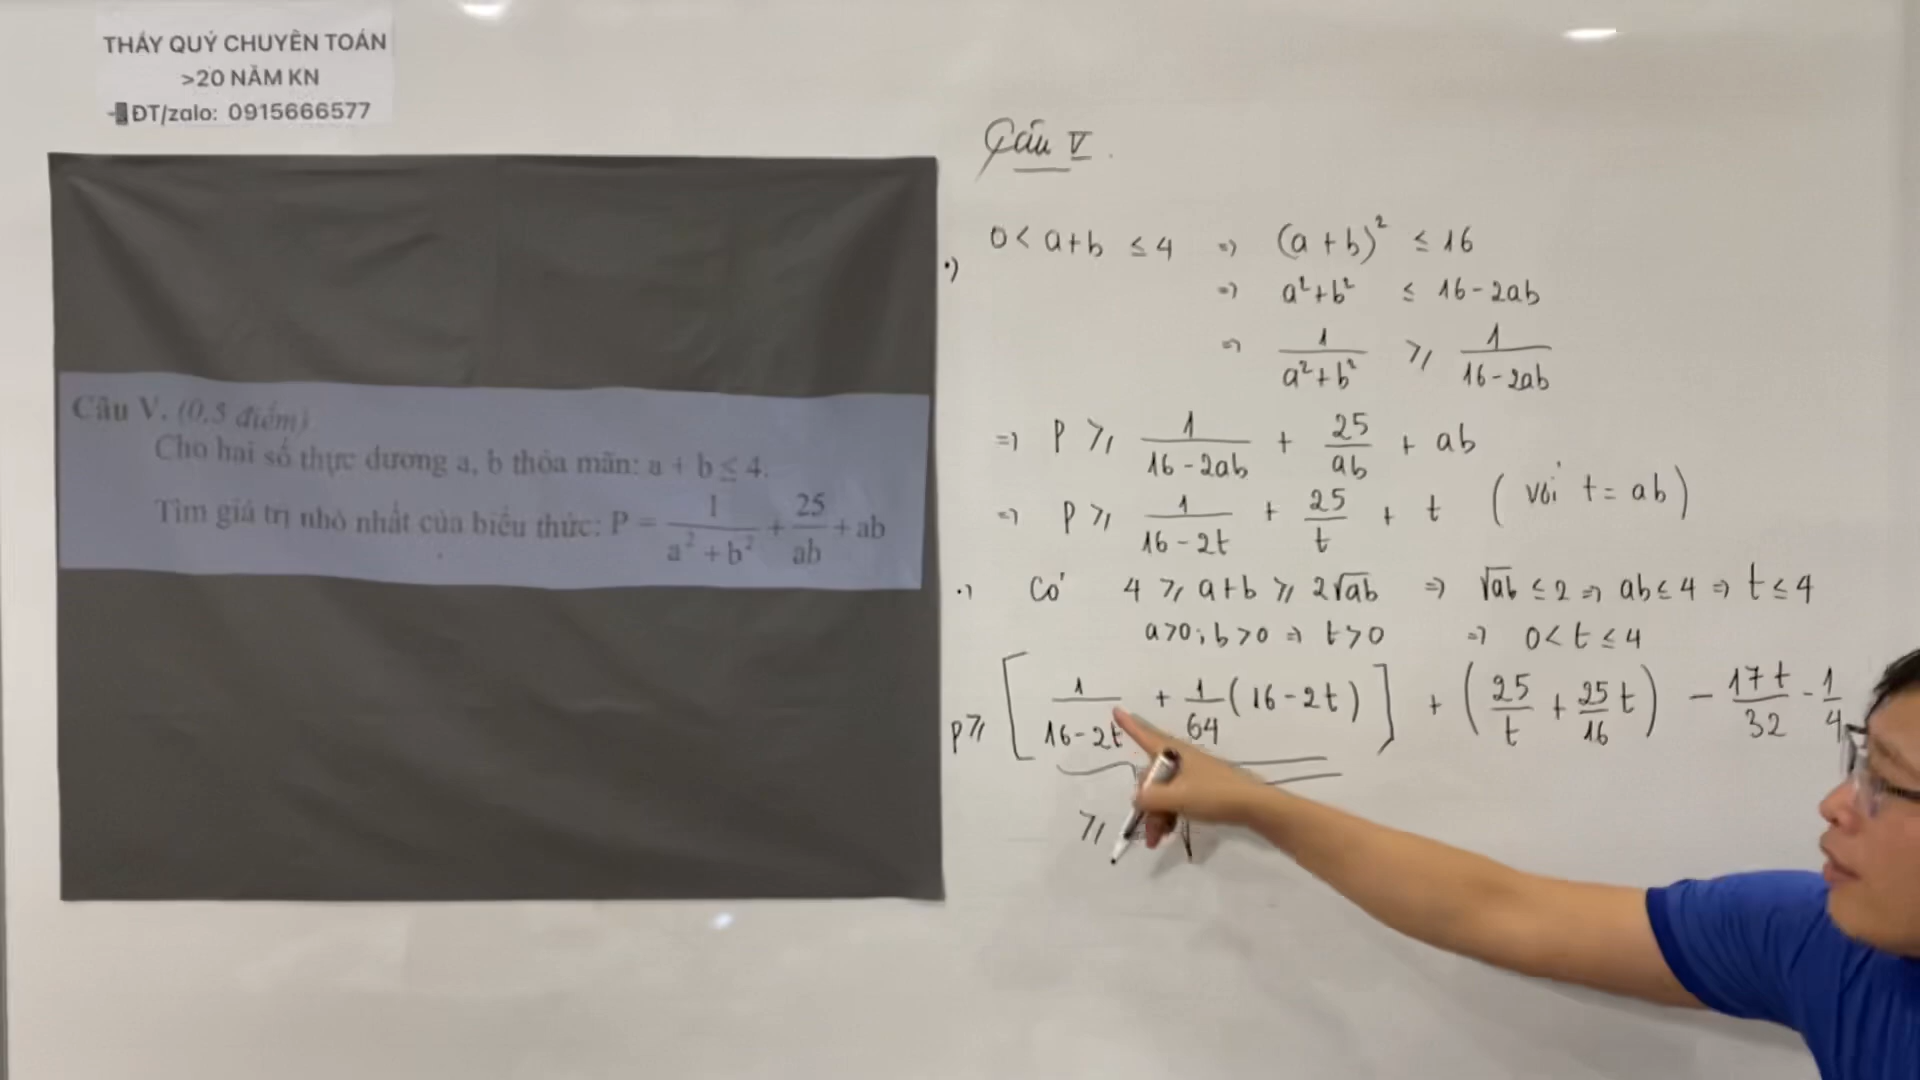 THẦY QUÝ CHUYÊN TOÁN
>20 NĂM KN
ĐT/zalo: 0915666577
Câu V. (0,5 điểm)
Cho hai số thực dương a, b thỏa mãn: a + b ≤ 4.
Tìm giá trị nhỏ nhất của biểu thức: P = 1/(a² + b²) + 25/ab + ab
Câu V.
•) 0 < a+b ≤ 4 => (a + b)² ≤ 16
=> a²+b² ≤ 16-2ab
=> 1/(a²+b²) ≥ 1/(16-2ab)
=> P ≥ 1/(16-2ab) + 25/ab + ab
=> P ≥ 1/(16-2t) + 25/t + t (với t = ab)
•) Có 4 ≥ a+b ≥ 2√ab => √ab ≤ 2 => ab ≤ 4 => t ≤ 4
a>0; b>0 => t>0 => 0 < t ≤ 4
P ≥ [1/(16-2t) + 1/64 (16-2t)] + (25/t + 25/16 t) - 17t/32 - 1/4
≥